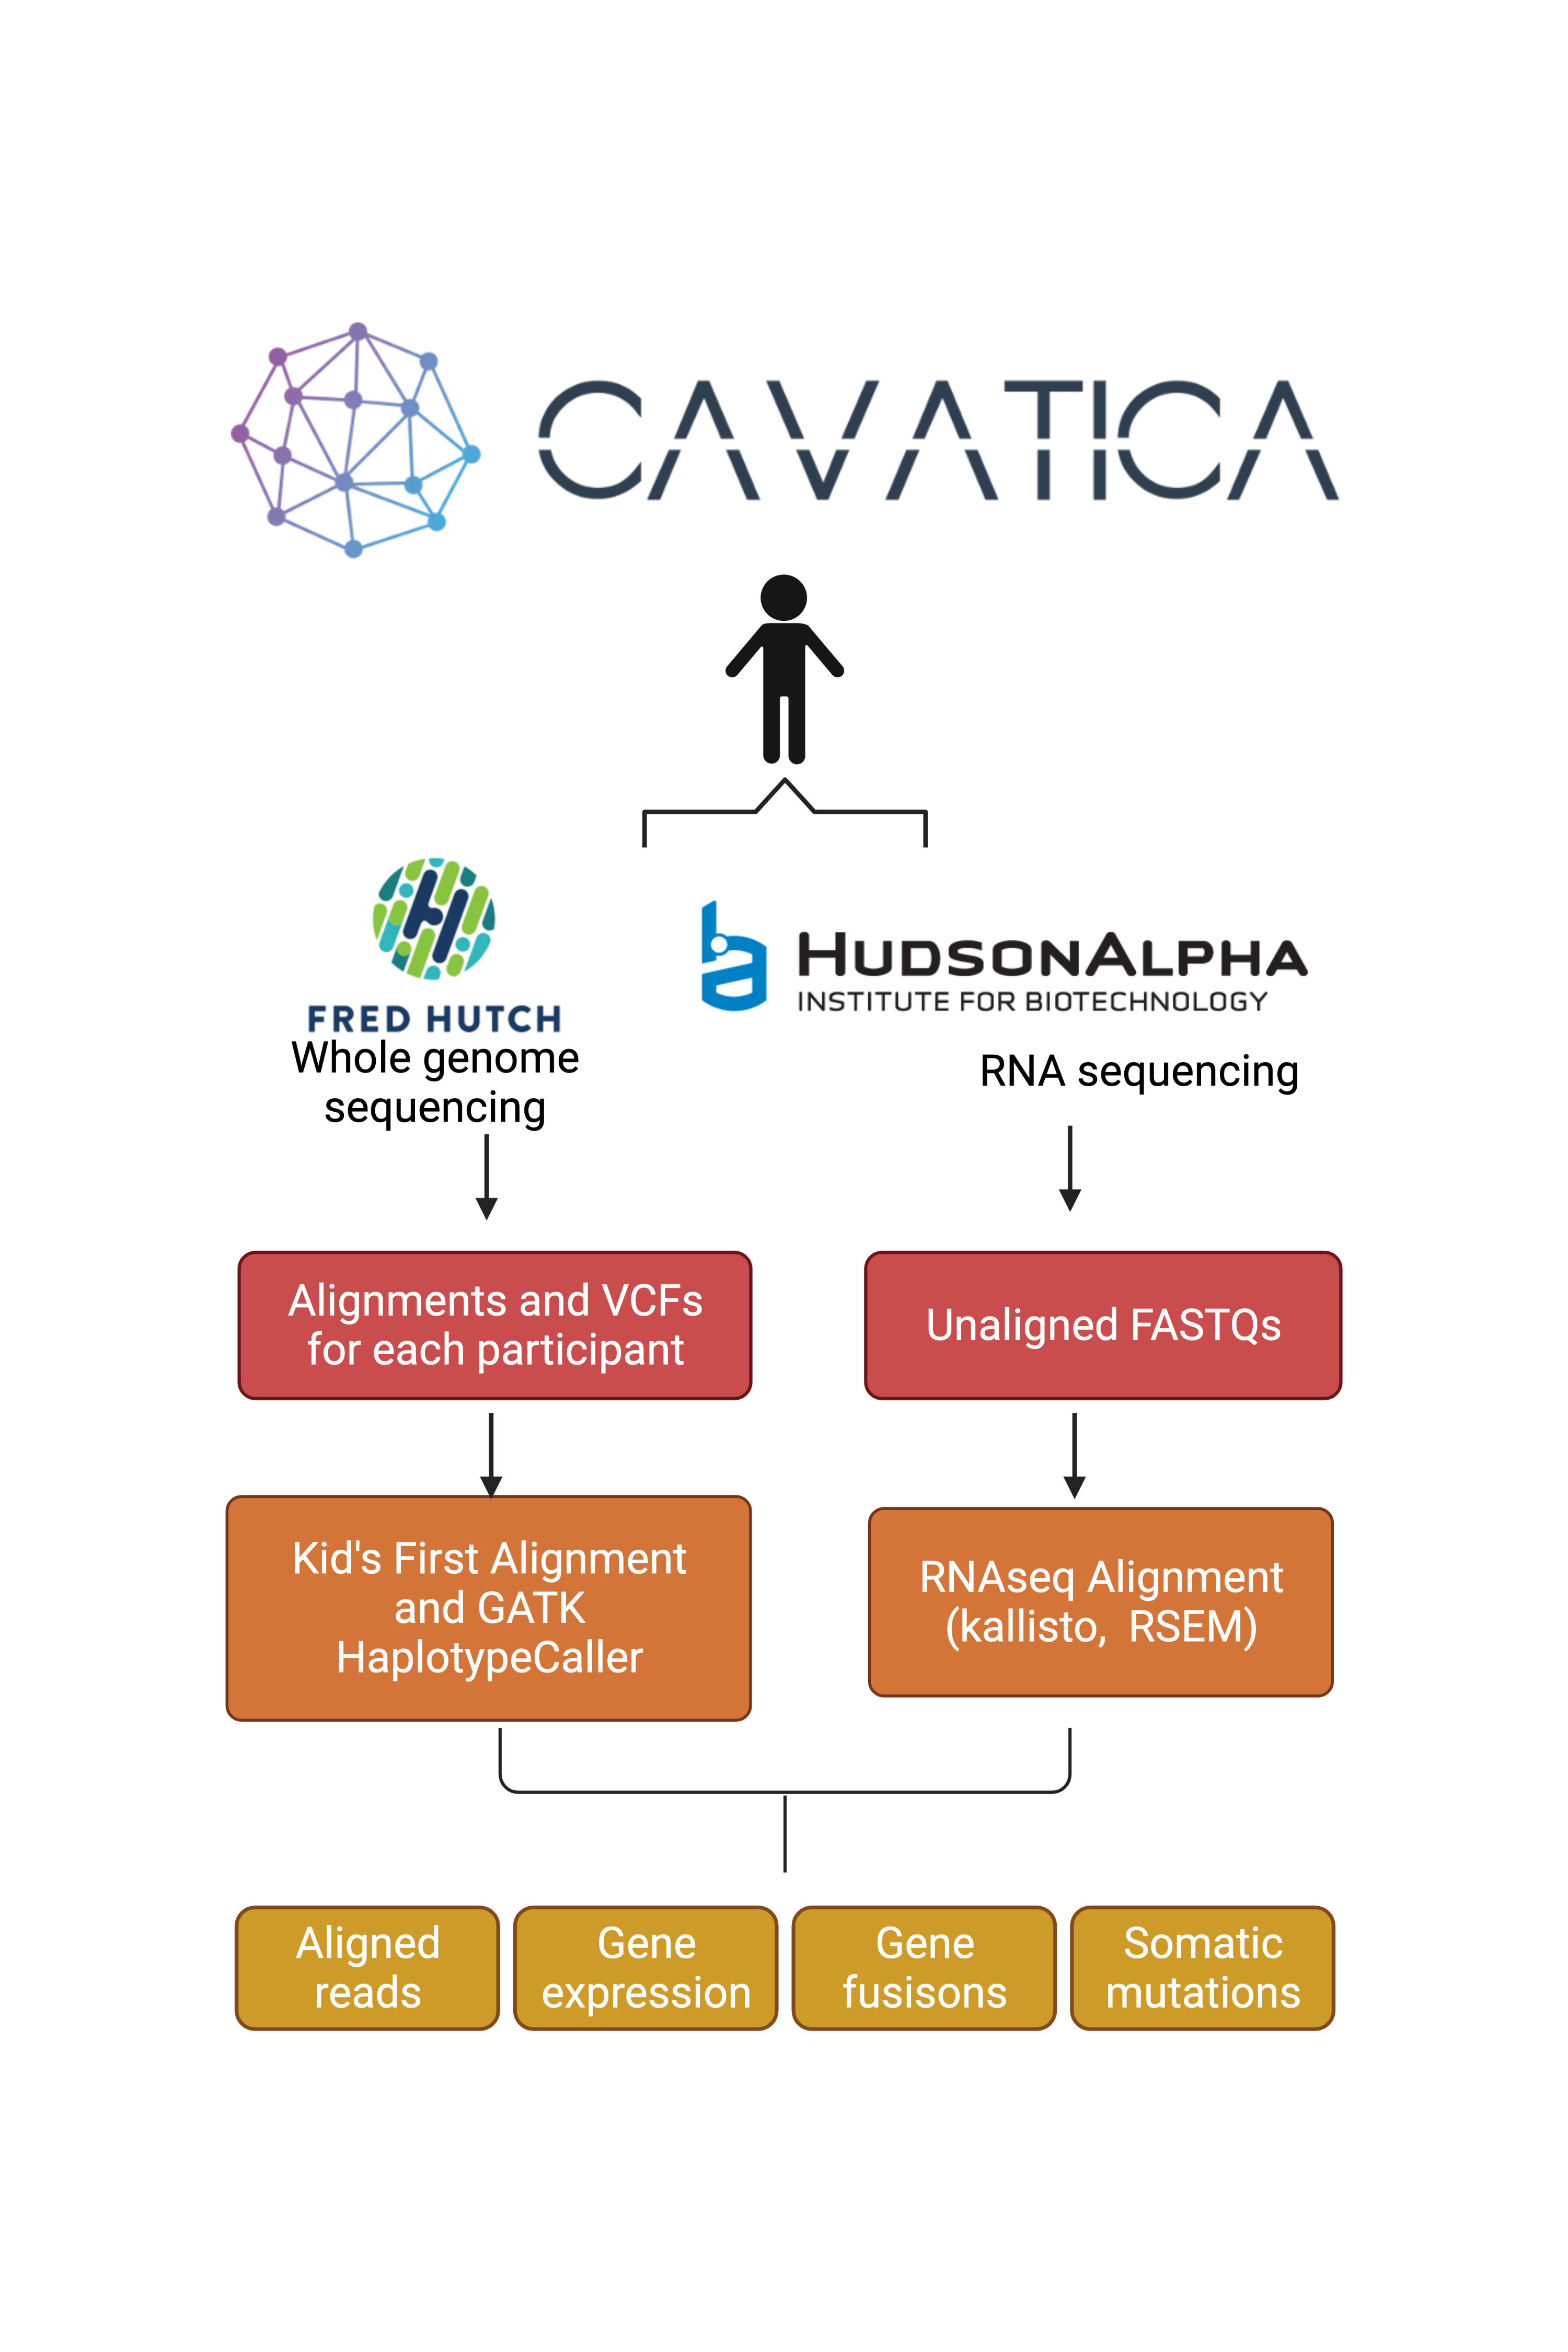 CAVATICA
FRED HUTCH
Whole genome
sequencing
HUDSONALPHA
INSTITUTE FOR BIOTECHNOLOGY
RNA sequencing
Alignments and VCFs
for each participant
Unaligned FASTQs
Kid's First Alignment
and GATK
HaplotypeCaller
RNAseq Alignment
(kallisto,  RSEM)
Aligned
reads
Gene
expression
Gene
fusisons
Somatic
mutations